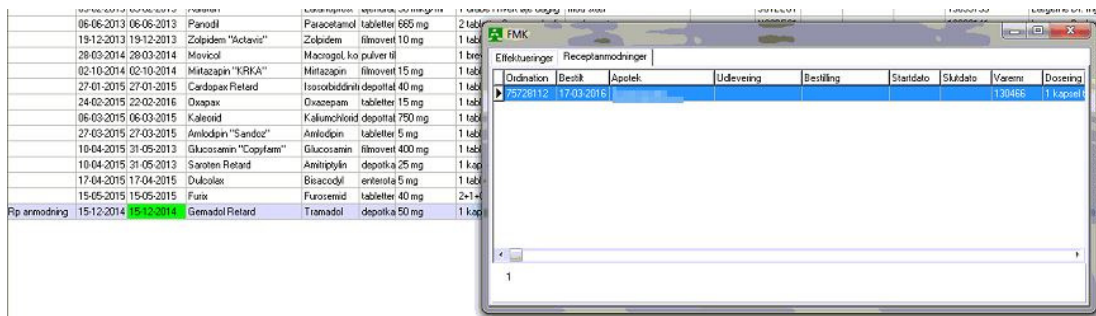 06-06-2013 06-06-2013 Panodil Paracetamol tabletter 665 mg 2 tabl
19-12-2013 19-12-2013 Zolpidem "Actavis" Zolpidem filmovert 10 mg 1 tabl
28-03-2014 28-03-2014 Movicol Macrogol, ko pulver til 1 brev
02-10-2014 02-10-2014 Mirtazapin "KRKA" Mirtazapin filmovert 15 mg 1 tabl
27-01-2015 27-01-2015 Cardopax Retard Isosorbiddinitr depottal 40 mg 1 tabl
24-02-2015 22-02-2016 Oxapax Oxazepam tabletter 15 mg 1 tabl
06-03-2015 06-03-2015 Kaleorid Kaliumchlorid depottal 750 mg 1 tabl
27-03-2015 27-03-2015 Amlodipin "Sandoz" Amlodipin tabletter 5 mg 1 tabl
10-04-2015 31-05-2013 Glucosamin "Copyfarm" Glucosamin filmovert 400 mg 1 tabl
10-04-2015 31-05-2013 Saroten Retard Amitriptylin depotka 25 mg 1 kap
17-04-2015 17-04-2015 Dulcolax Bisacodyl enterota 5 mg 1 tabl
15-05-2015 15-05-2015 Furix Furosemid tabletter 40 mg 2+1+0
Rp anmodning 15-12-2014 15-12-2014 Gemadol Retard Tramadol depotka 50 mg 1 kap
FMK
Effektueringer Receptanmodninger
Ordination Bestilt Apotek Udlevering Bestilling Startdato Slutdato Varenr Dosering
75728112 17-03-2016 130466 1 kapsel t
1